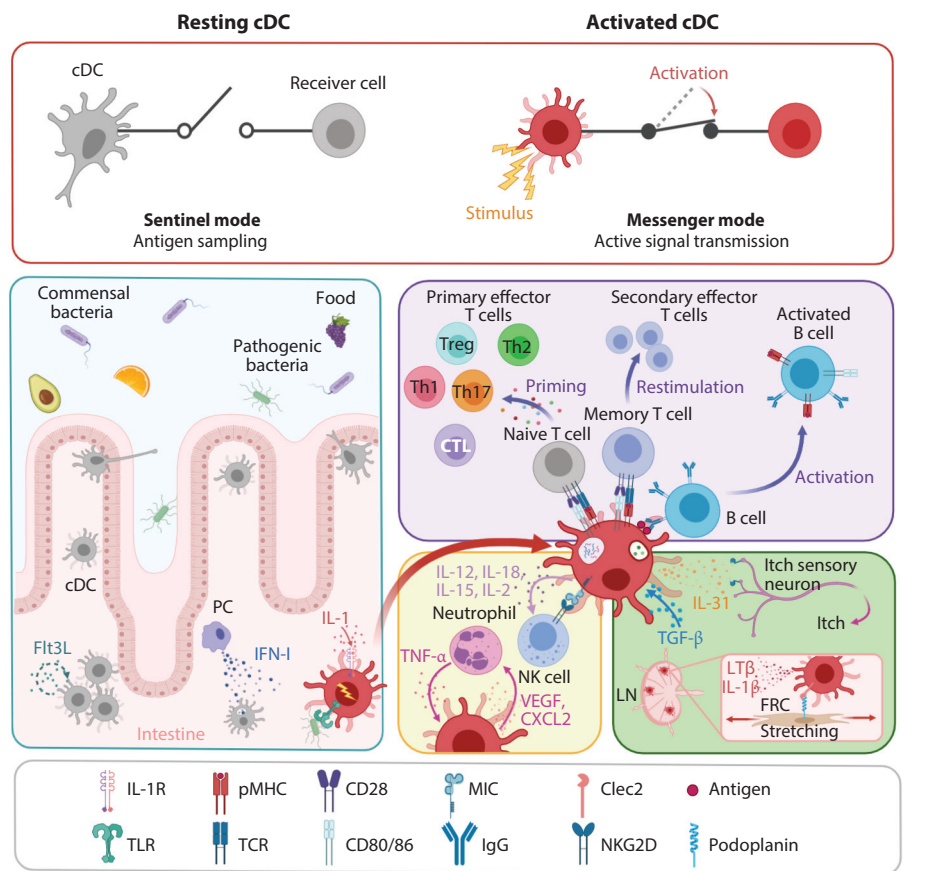 Resting cDC
Activated cDC
cDC
Receiver cell
Activation
Stimulus
Sentinel mode
Antigen sampling
Messenger mode
Active signal transmission
Commensal
bacteria
Food
Pathogenic
bacteria
cDC
PC
Flt3L
IFN-I
IL-1
Intestine
Primary effector
T cells
Secondary effector
T cells
Activated
B cell
Treg
Th2
Th1
Th17
CTL
Priming
Restimulation
Naive T cell
Memory T cell
Activation
B cell
IL-12, IL-18,
IL-15, IL-2
Neutrophil
TNF-α
NK cell
VEGF,
CXCL2
Itch sensory
neuron
IL-31
Itch
TGF-β
LN
LTβ
IL-1β
FRC
Stretching
IL-1R
pMHC
CD28
MIC
Clec2
Antigen
TLR
TCR
CD80/86
IgG
NKG2D
Podoplanin